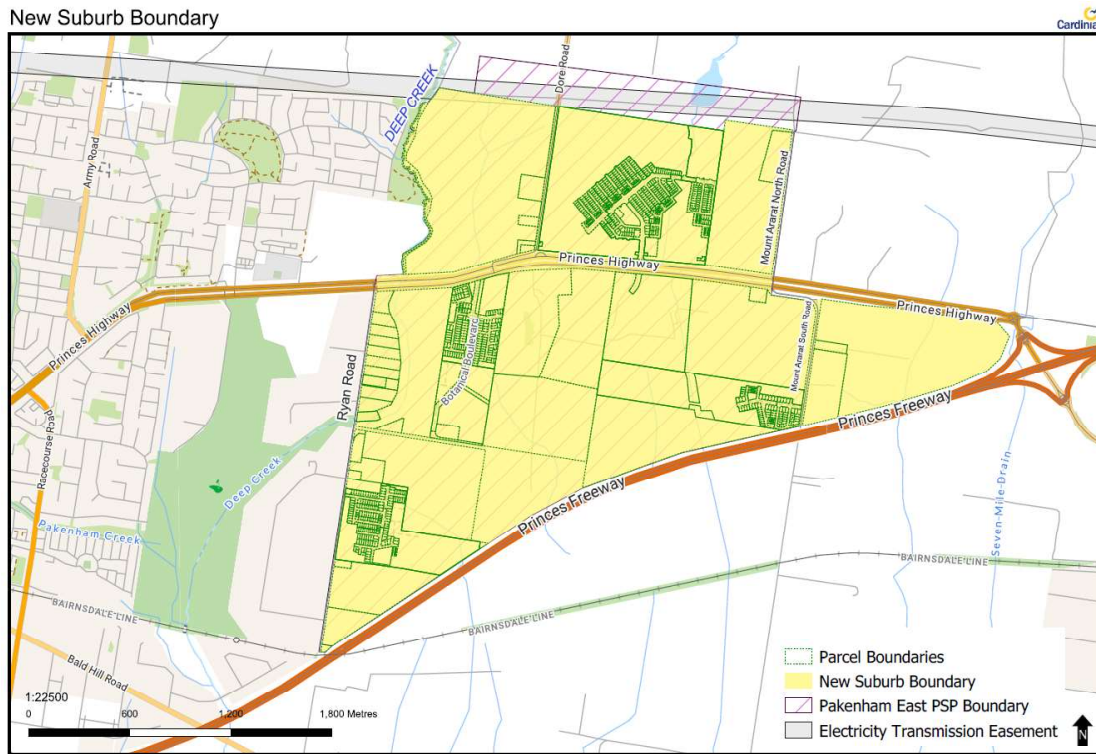 New Suburb Boundary
Cardinia
DEEP CREEK
Dore Road
Army Road
Mount Ararat North Road
Princes Highway
Princes Highway
Princes Highway
Mount Ararat South Road
Botanical Boulevard
Ryan Road
Princes Freeway
Racecourse Road
Deep Creek
Princes Freeway
Pakenham Creek
Seven-Mile-Drain
BAIRNSDALE LINE
BAIRNSDALE LINE
BAIRNSDALE LINE
Bald Hill Road
Parcel Boundaries
New Suburb Boundary
Pakenham East PSP Boundary
Electricity Transmission Easement
N
1:22500
0 600 1,200 1,800 Metres